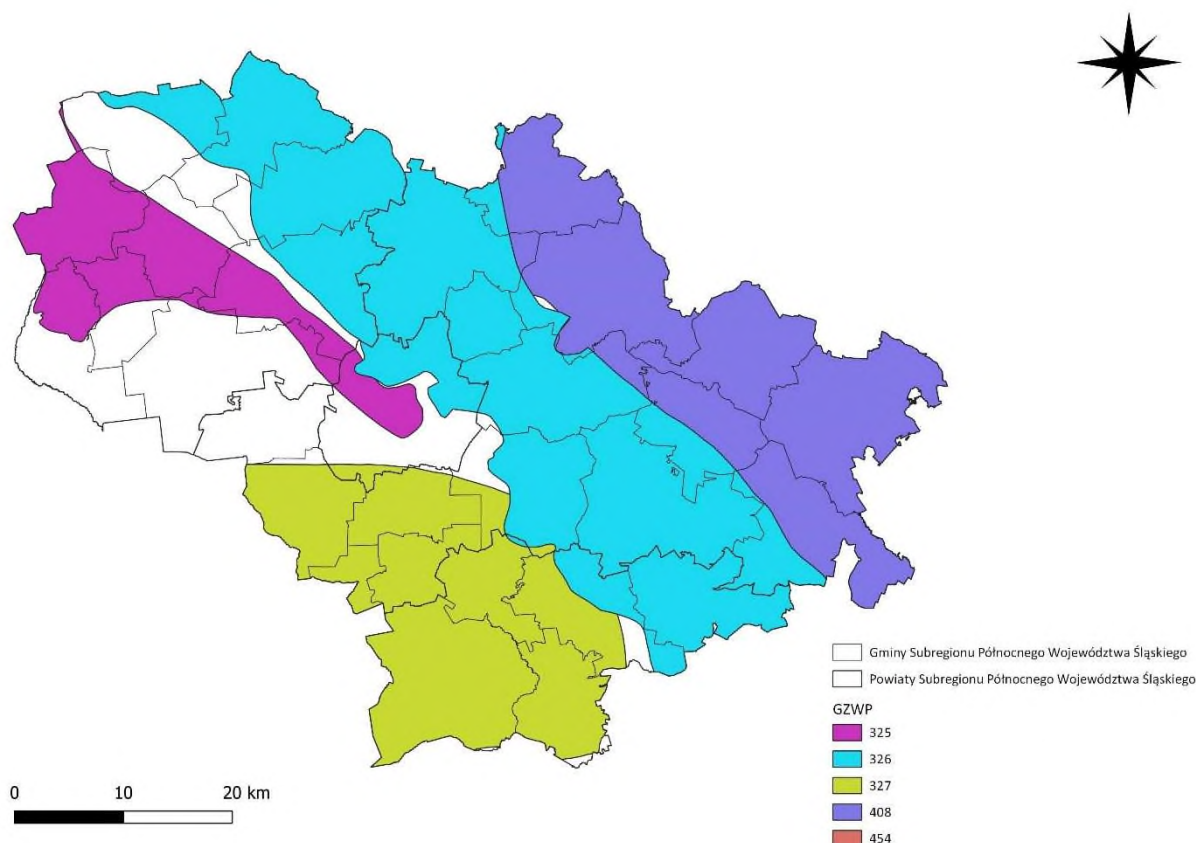 Gminy Subregionu Północnego Województwa Śląskiego
Powiaty Subregionu Północnego Województwa Śląskiego
GZWP
325
326
327
408
454
0 10 20 km